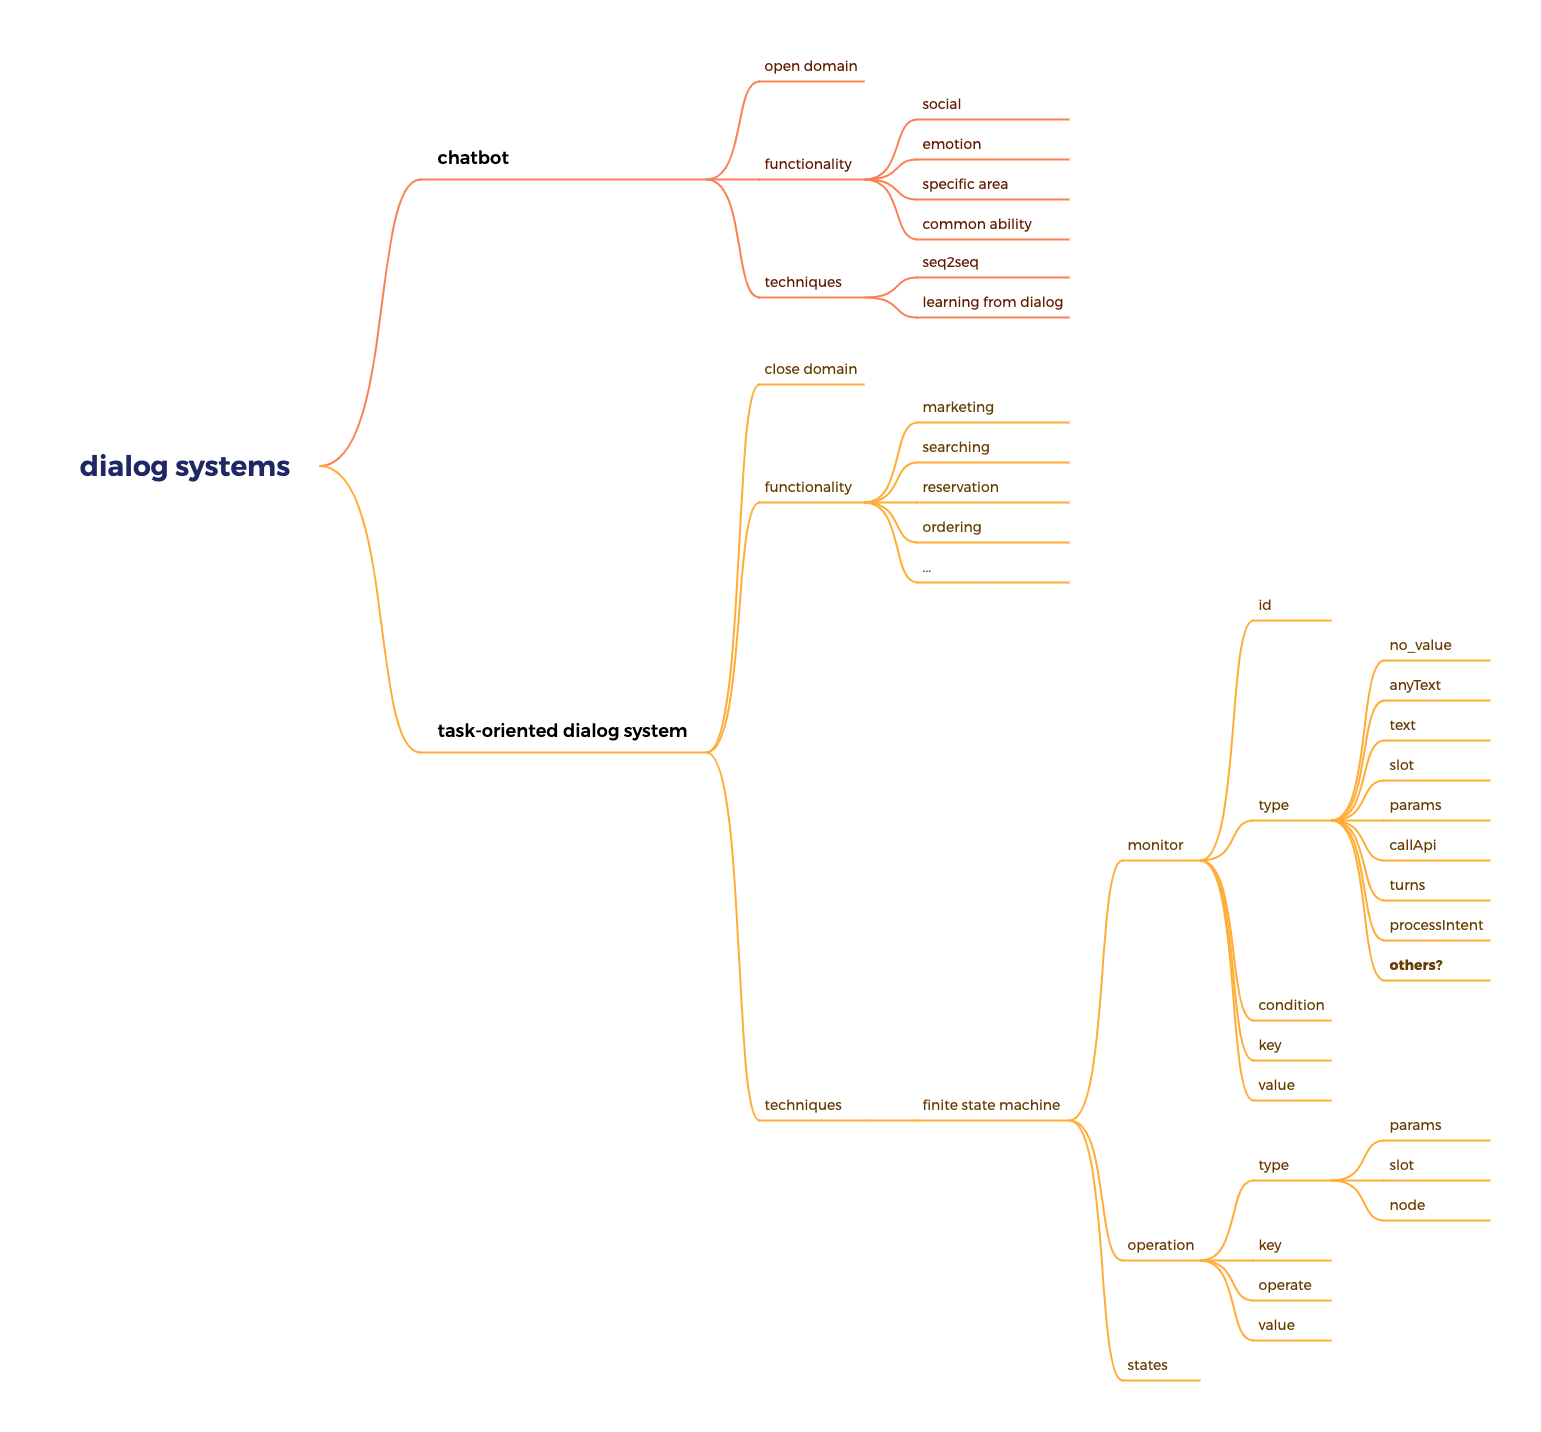 dialog systems
chatbot
open domain
functionality
social
emotion
specific area
common ability
techniques
seq2seq
learning from dialog
task-oriented dialog system
close domain
functionality
marketing
searching
reservation
ordering
...
techniques
finite state machine
monitor
id
type
no_value
anyText
text
slot
params
callApi
turns
processIntent
others?
condition
key
value
operation
type
params
slot
node
key
operate
value
states